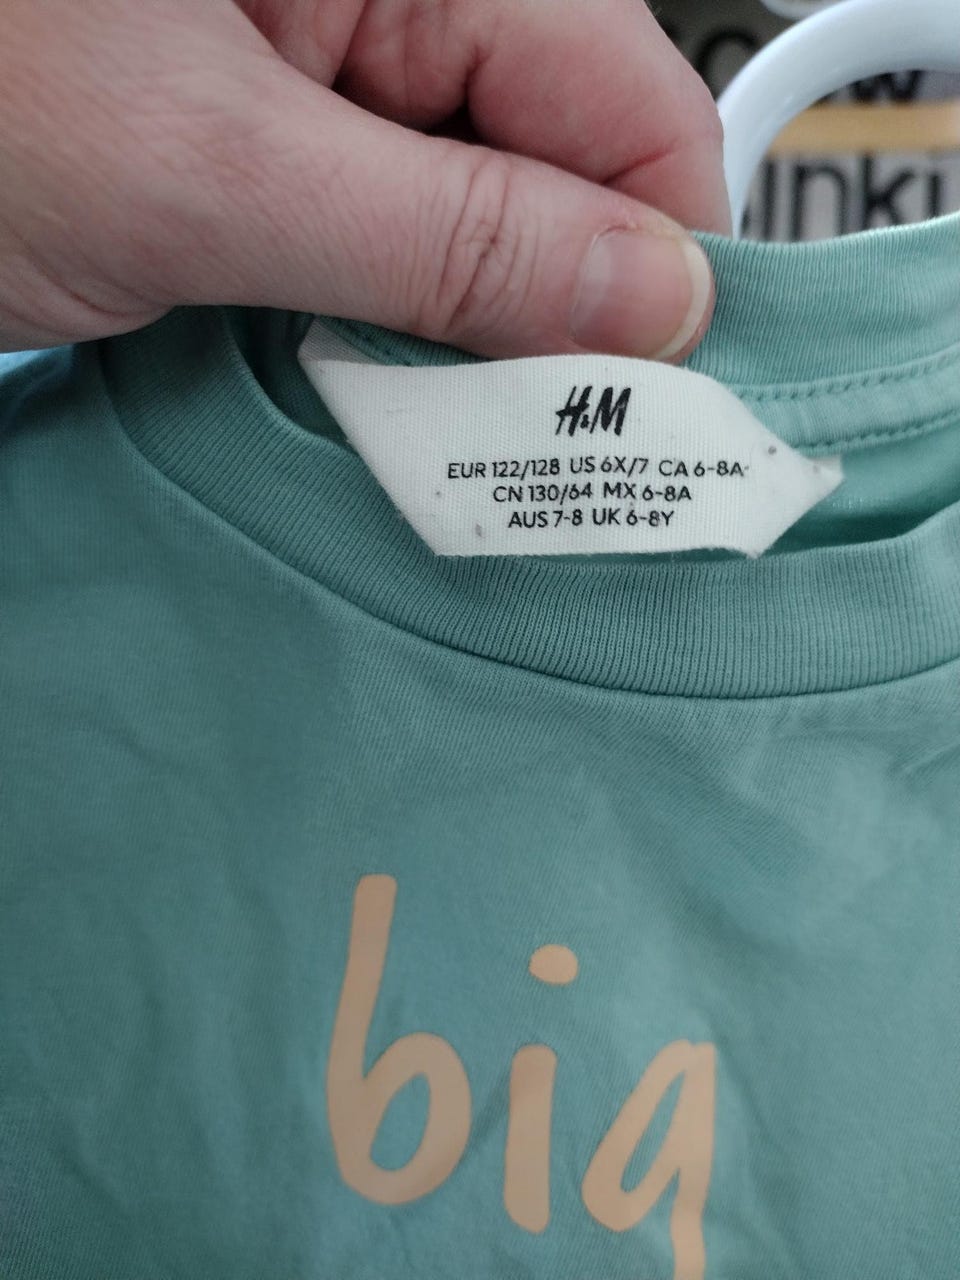 H&M
EUR 122/128 US 6X/7 CA 6-8A
CN 130/64 MX 6-8A
AUS 7-8 UK 6-8Y
big